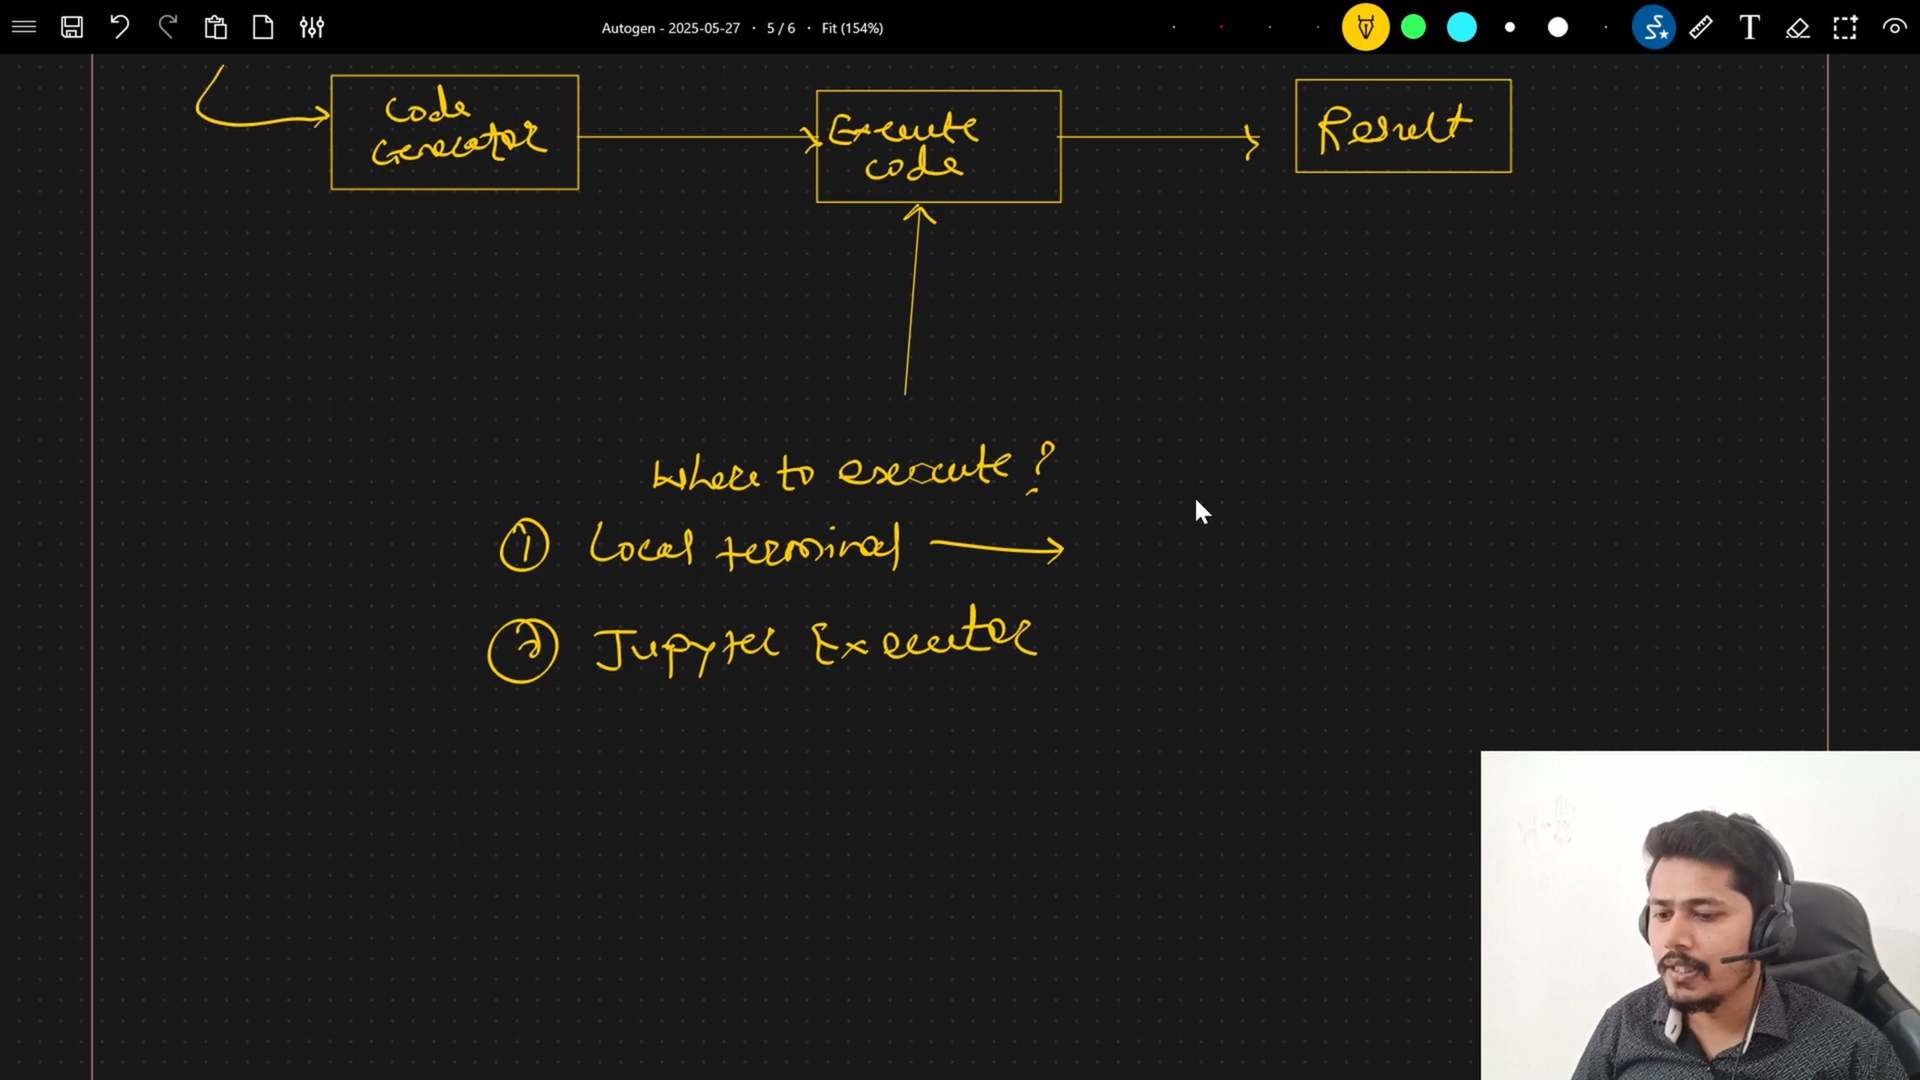 Autogen - 2025-05-27 · 5 / 6 · Fit (154%)
T
Code
Generator
Execute
code
Result
Where to execute ?
① Local terminal
② Jupyter Executor